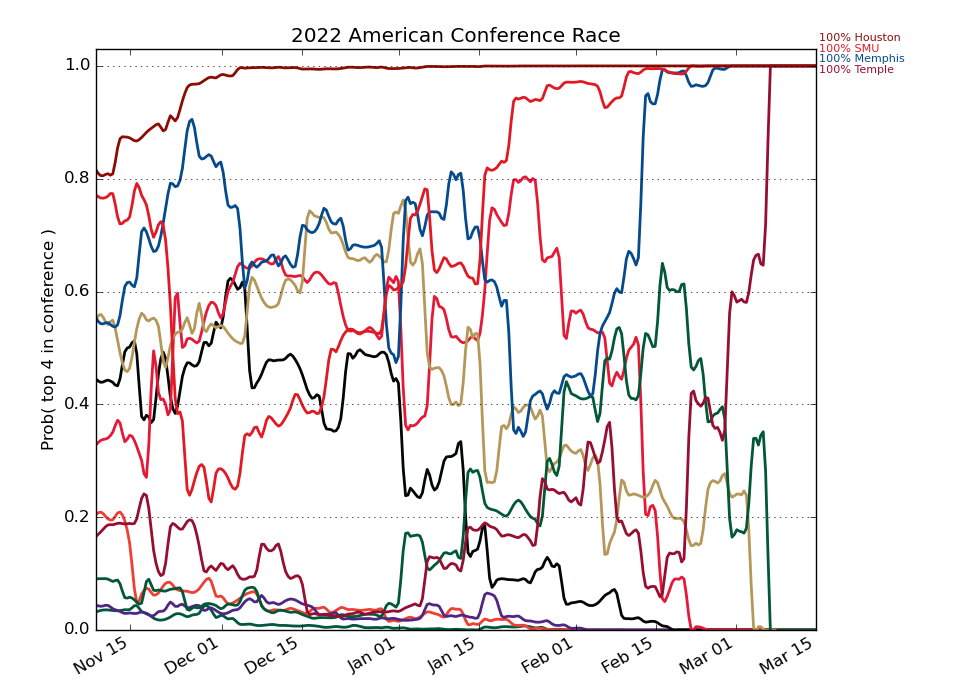 2022 American Conference Race
100% Houston
100% SMU
100% Memphis
100% Temple
Prob( top 4 in conference )
1.0
0.8
0.6
0.4
0.2
0.0
Nov 15
Dec 01
Dec 15
Jan 01
Jan 15
Feb 01
Feb 15
Mar 01
Mar 15